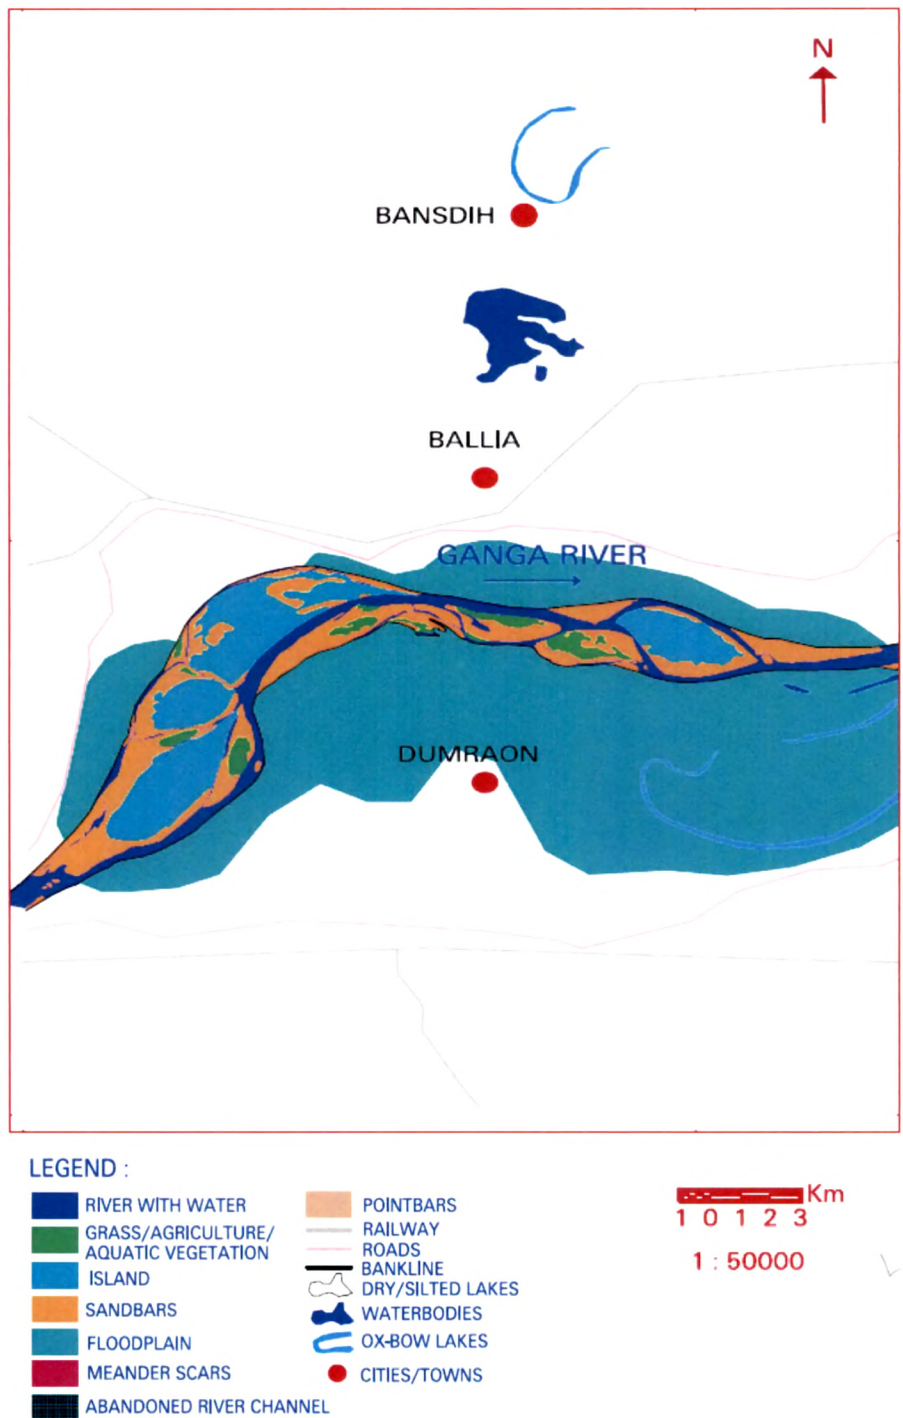 N
BANSDIH
BALLIA
GANGA RIVER
DUMRAON
LEGEND :
RIVER WITH WATER
GRASS/AGRICULTURE/
AQUATIC VEGETATION
ISLAND
SANDBARS
FLOODPLAIN
MEANDER SCARS
ABANDONED RIVER CHANNEL
POINTBARS
RAILWAY
ROADS
BANKLINE
DRY/SILTED LAKES
WATERBODIES
OX-BOW LAKES
CITIES/TOWNS
Km
1 0 1 2 3
1 : 50000